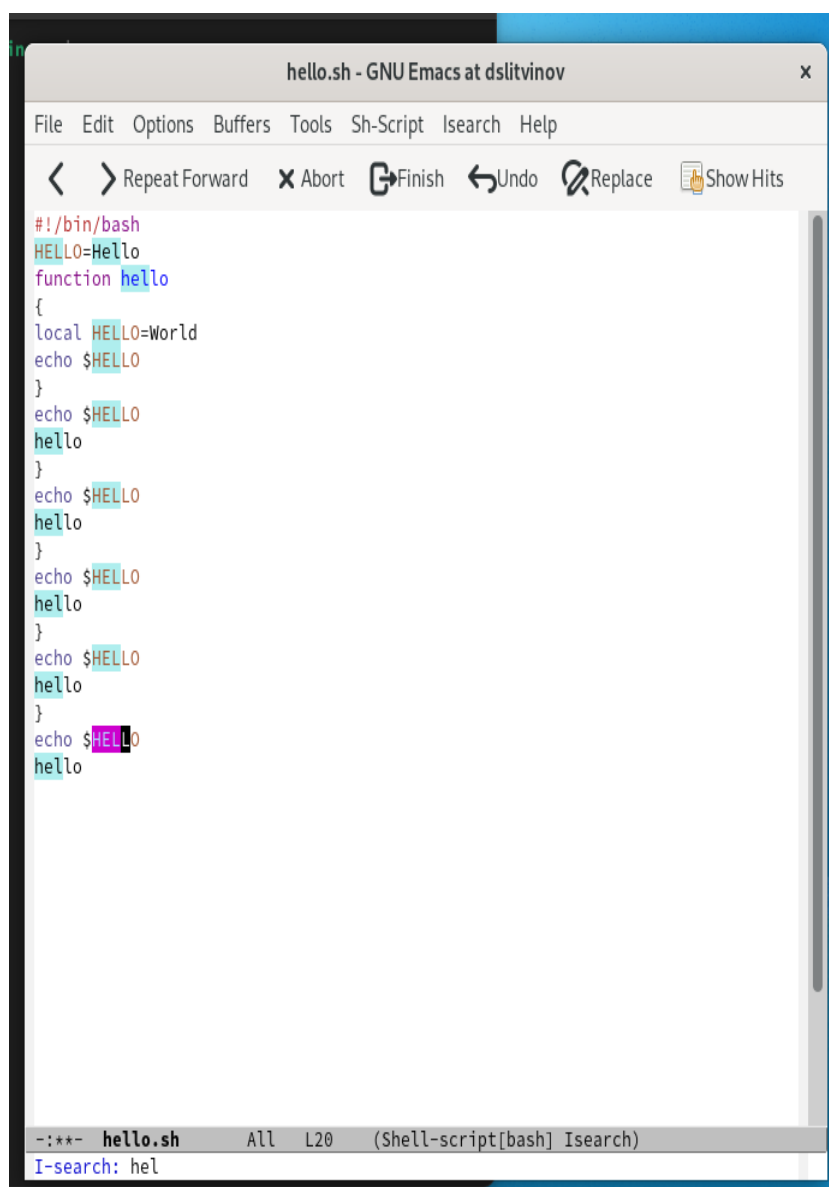 in
hello.sh - GNU Emacs at dslitvinov x
File Edit Options Buffers Tools Sh-Script Isearch Help
Repeat Forward Abort Finish Undo Replace Show Hits
#!/bin/bash
HELLO=Hello
function hello
{
local HELLO=World
echo $HELLO
}
echo $HELLO
hello
}
echo $HELLO
hello
}
echo $HELLO
hello
}
echo $HELLO
hello
}
echo $HELLO
hello
-:**- hello.sh All L20 (Shell-script[bash] Isearch)
I-search: hel